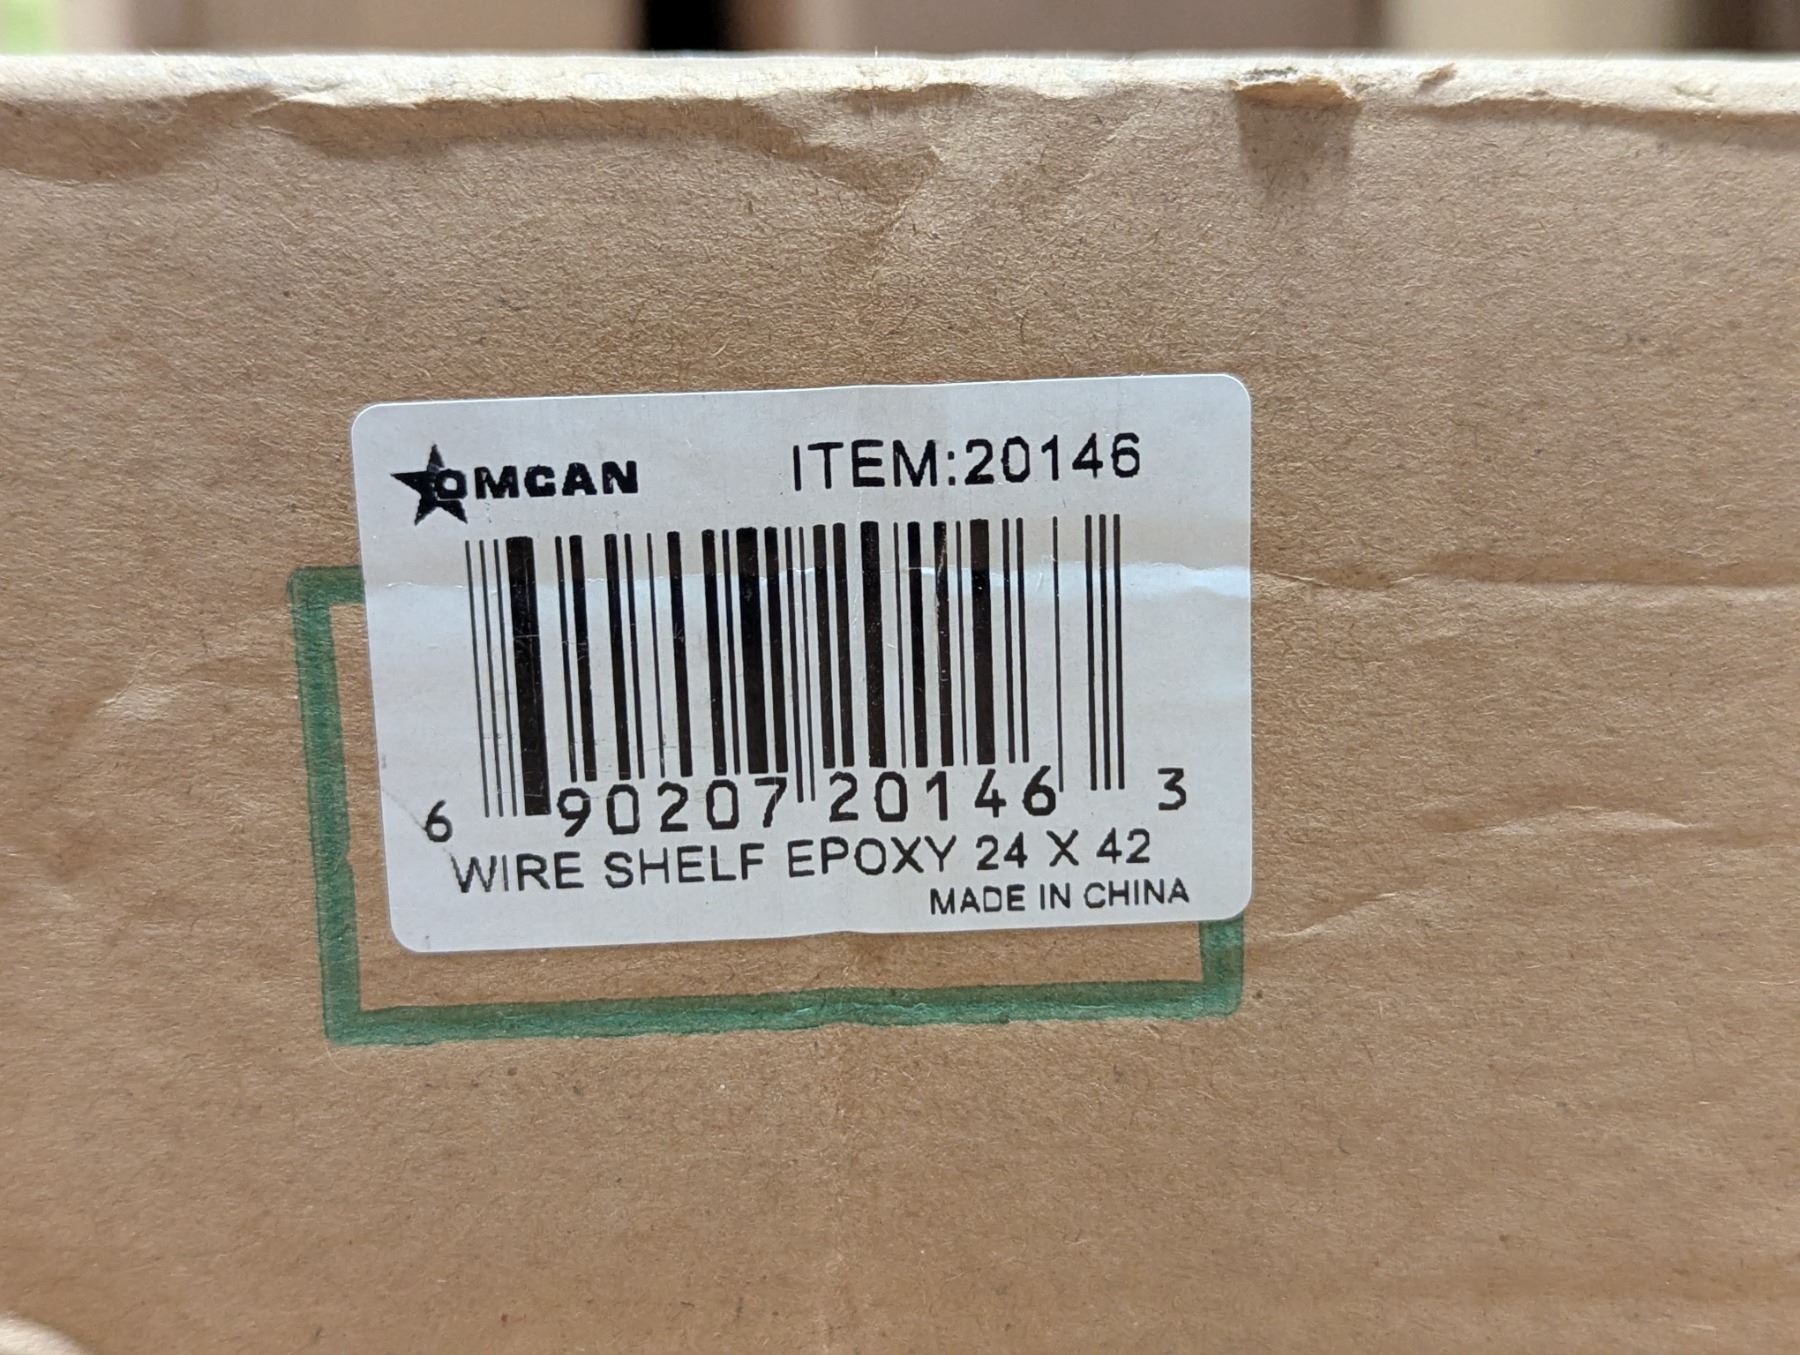 OMCAN ITEM:20146
6 90207 20146 3
WIRE SHELF EPOXY 24 X 42
MADE IN CHINA